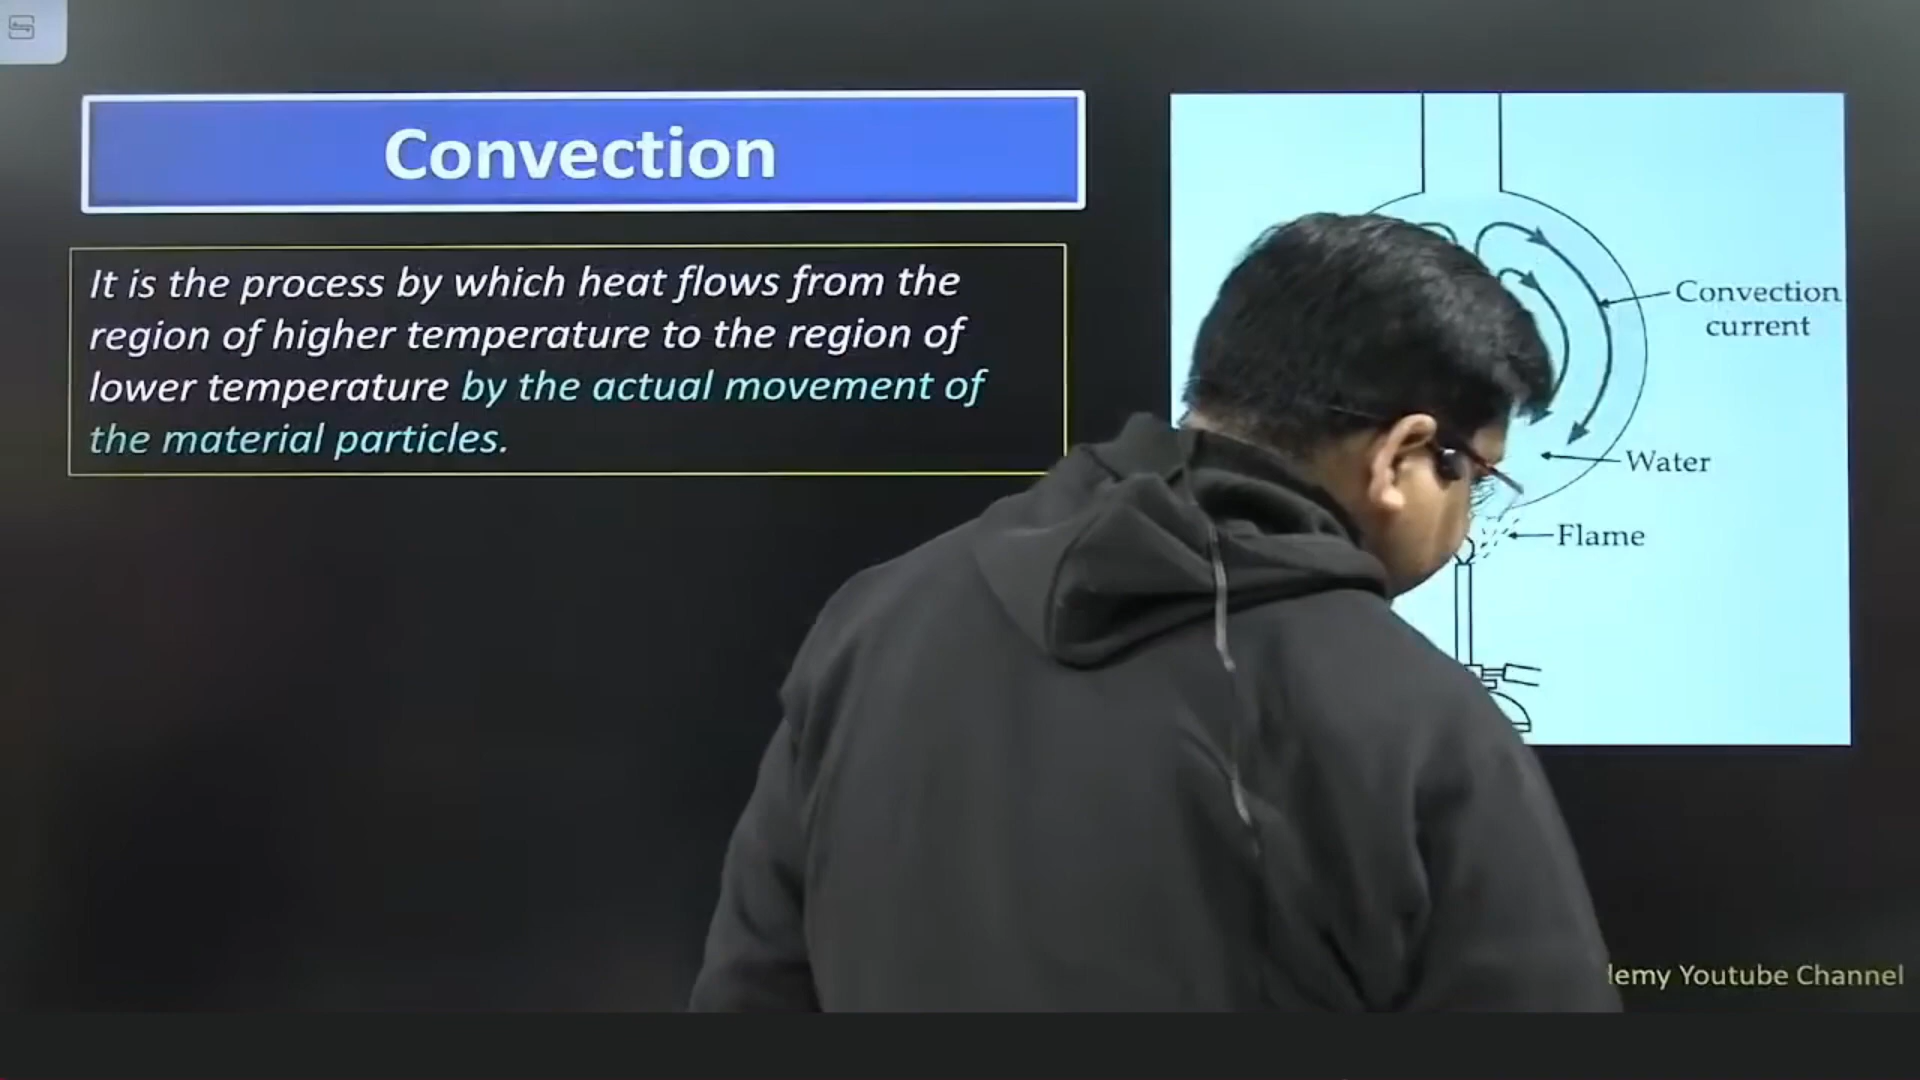 Convection
It is the process by which heat flows from the
region of higher temperature to the region of
lower temperature by the actual movement of
the material particles.
Convection
current
Water
Flame
Youtube Channel